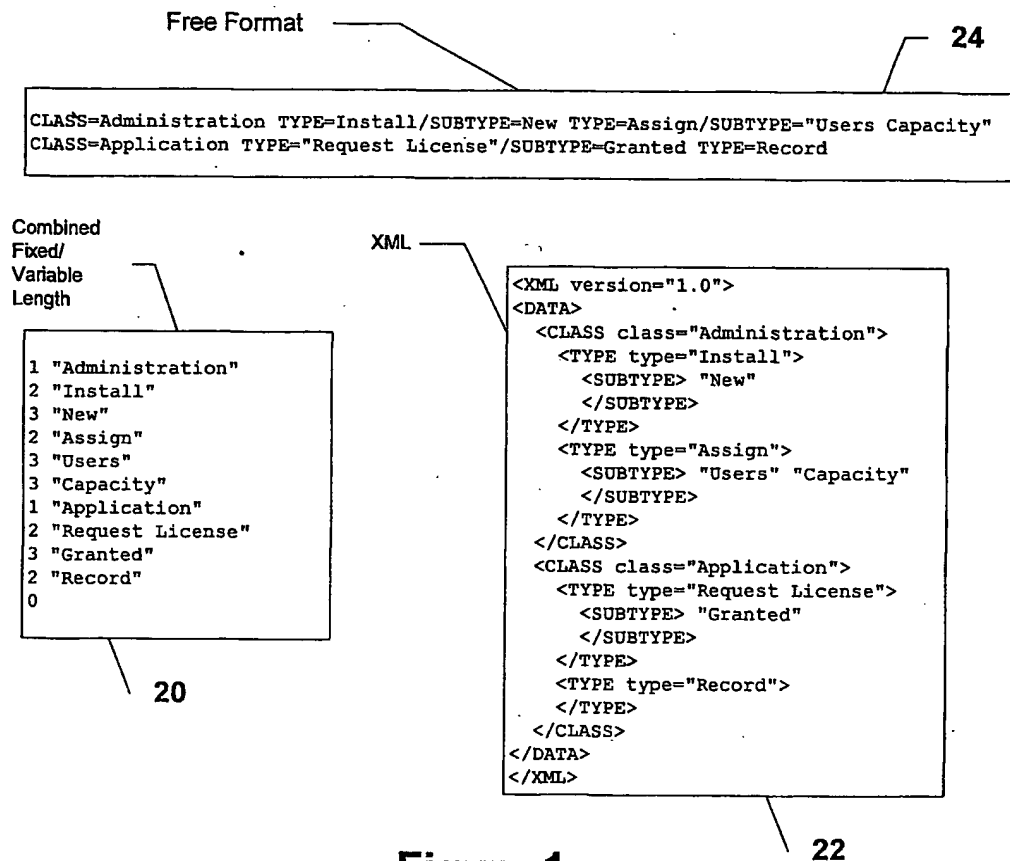 Free Format
24
CLASS=Administration TYPE=Install/SUBTYPE=New TYPE=Assign/SUBTYPE="Users Capacity"
CLASS=Application TYPE="Request License"/SUBTYPE=Granted TYPE=Record
Combined
Fixed/
Variable
Length
1 "Administration"
2 "Install"
3 "New"
2 "Assign"
3 "Users"
3 "Capacity"
1 "Application"
2 "Request License"
3 "Granted"
2 "Record"
0
20
XML
<XML version="1.0">
<DATA>
<CLASS class="Administration">
<TYPE type="Install">
<SUBTYPE> "New"
</SUBTYPE>
</TYPE>
<TYPE type="Assign">
<SUBTYPE> "Users" "Capacity"
</SUBTYPE>
</TYPE>
</CLASS>
<CLASS class="Application">
<TYPE type="Request License">
<SUBTYPE> "Granted"
</SUBTYPE>
</TYPE>
<TYPE type="Record">
</TYPE>
</CLASS>
</DATA>
</XML>
22
Figure 1